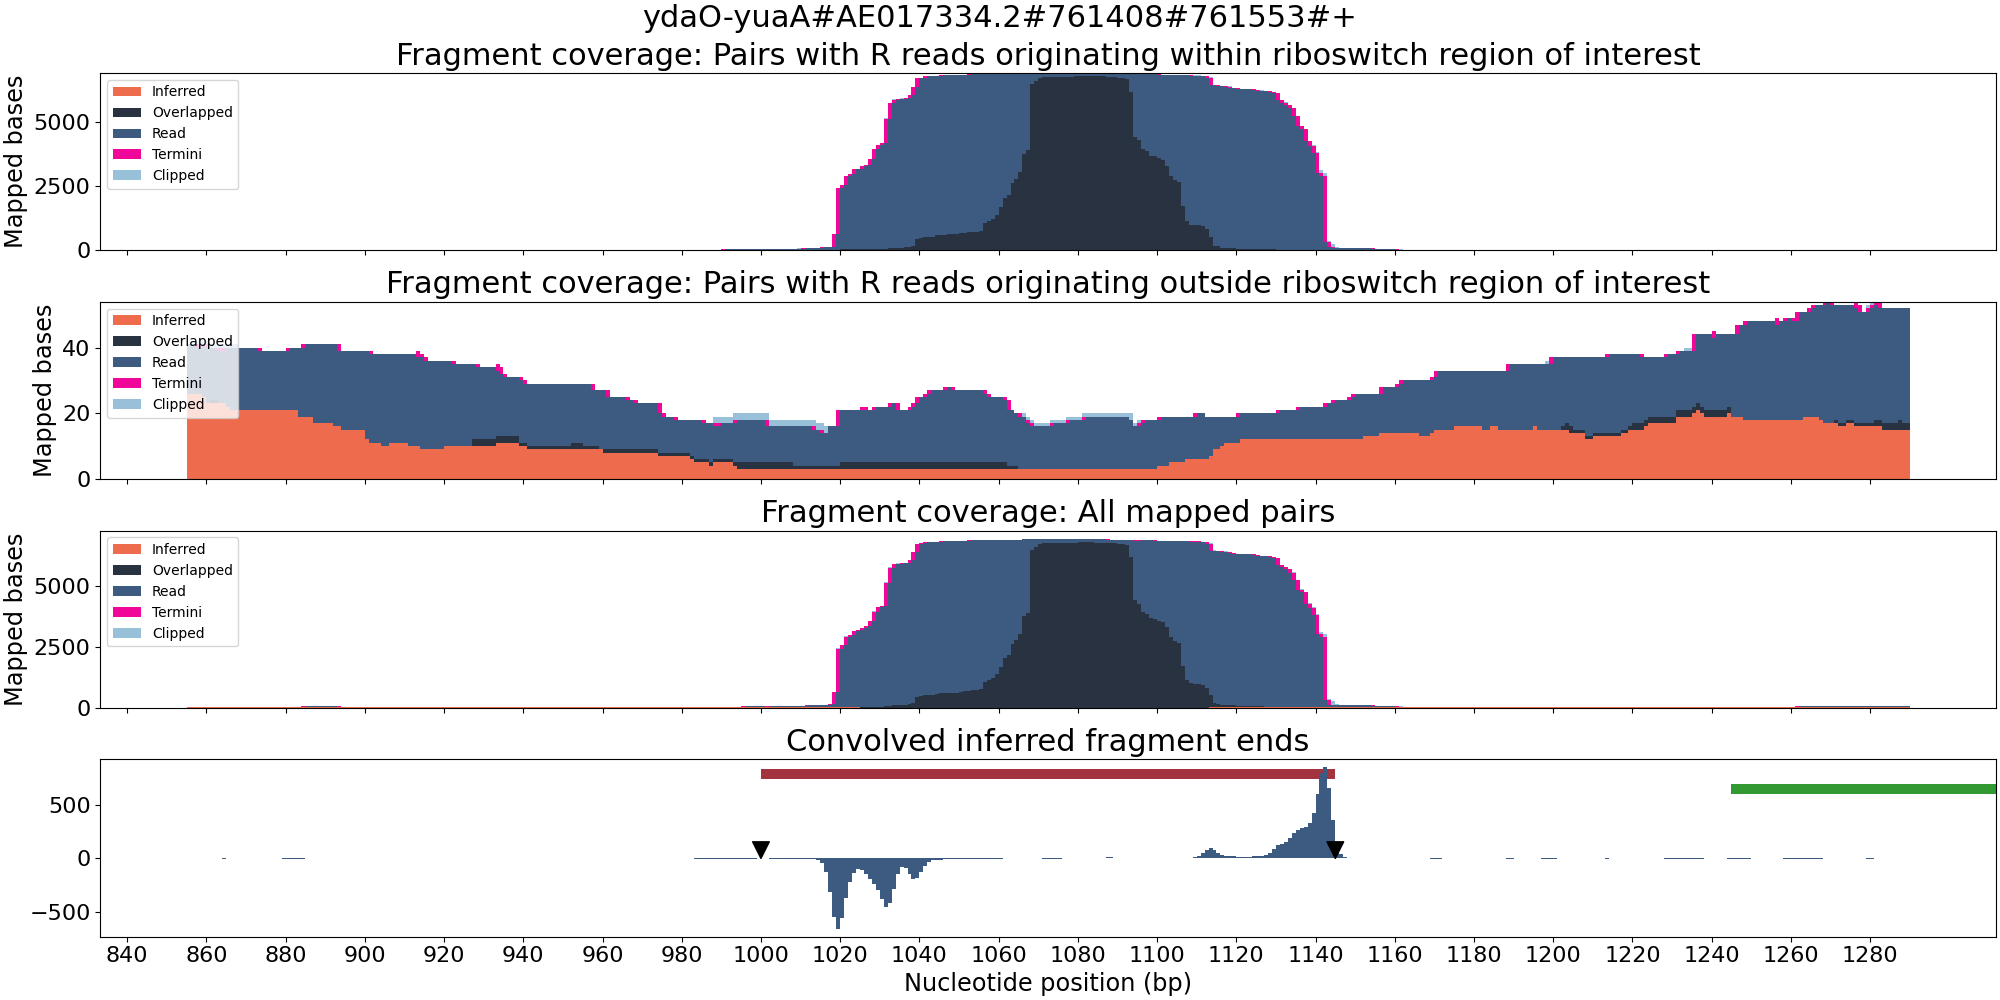 ydaO-yuaA#AE017334.2#761408#761553#+
Fragment coverage: Pairs with R reads originating within riboswitch region of interest
Mapped bases
5000
2500
0
Inferred
Overlapped
Read
Termini
Clipped
Fragment coverage: Pairs with R reads originating outside riboswitch region of interest
Mapped bases
40
20
0
Inferred
Overlapped
Read
Termini
Clipped
Fragment coverage: All mapped pairs
Mapped bases
5000
2500
0
Inferred
Overlapped
Read
Termini
Clipped
Convolved inferred fragment ends
500
0
−500
840 860 880 900 920 940 960 980 1000 1020 1040 1060 1080 1100 1120 1140 1160 1180 1200 1220 1240 1260 1280
Nucleotide position (bp)